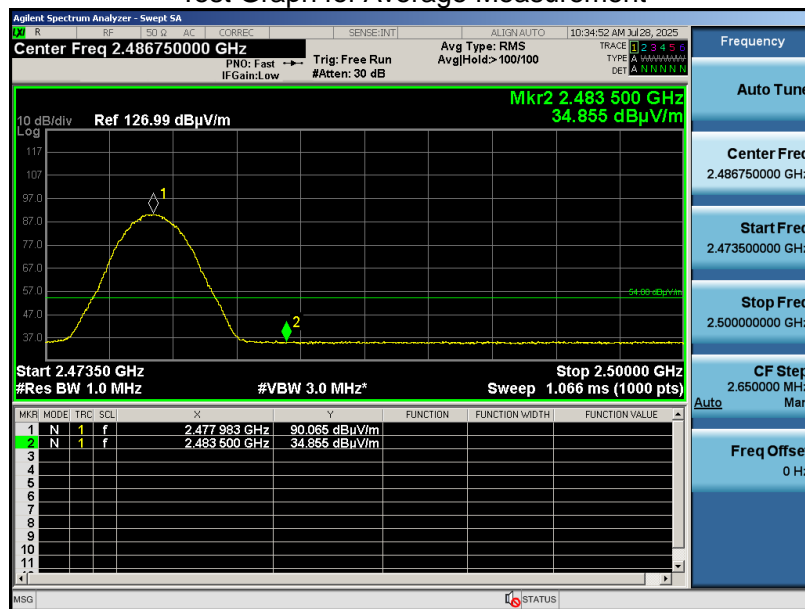 Test Graph for Average Measurement
Agilent Spectrum Analyzer - Swept SA
LXI R RF 50 Ω AC CORREC SENSE:INT ALIGN AUTO 10:34:52 AM Jul 28, 2025
Center Freq 2.486750000 GHz
PNO: Fast
IFGain:Low
Trig: Free Run
#Atten: 30 dB
Avg Type: RMS
Avg|Hold:>100/100
TRACE 1 2 3 4 5 6
TYPE A WWWWW
DET A N N N N N
Mkr2 2.483 500 GHz
34.855 dBµV/m
10 dB/div Ref 126.99 dBµV/m
Log
117
107
97.0
87.0
77.0
67.0
57.0
47.0
37.0
1
2
54.00 dBµV/m
Start 2.47350 GHz Stop 2.50000 GHz
#Res BW 1.0 MHz #VBW 3.0 MHz* Sweep 1.066 ms (1000 pts)
MKR MODE TRC SCL X Y FUNCTION FUNCTION WIDTH FUNCTION VALUE
1 N 1 f 2.477 983 GHz 90.065 dBµV/m
2 N 1 f 2.483 500 GHz 34.855 dBµV/m
3
4
5
6
7
8
9
10
11
MSG STATUS
Frequency
Auto Tune
Center Freq
2.486750000 GHz
Start Freq
2.473500000 GHz
Stop Freq
2.500000000 GHz
CF Step
2.650000 MHz
Auto Man
Freq Offset
0 Hz